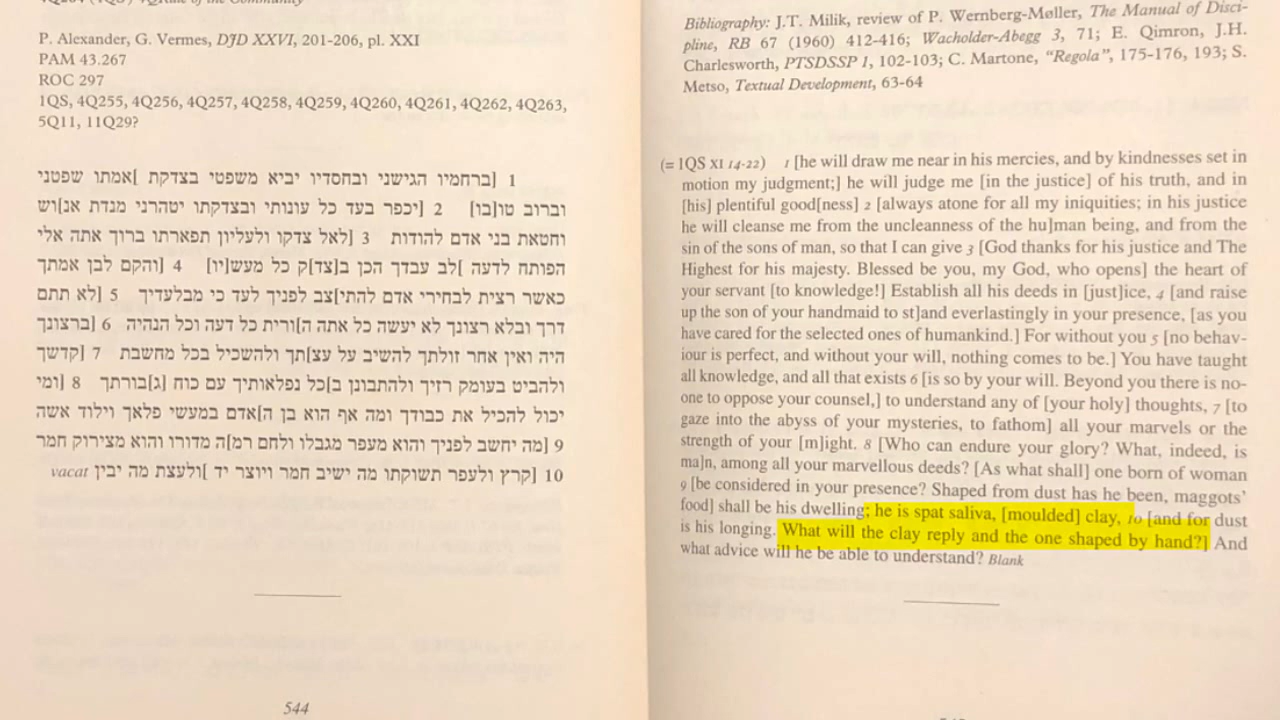 P. Alexander, G. Vermes, DJD XXVI, 201-206, pl. XXI
PAM 43.267
ROC 297
1QS, 4Q255, 4Q256, 4Q257, 4Q258, 4Q259, 4Q260, 4Q261, 4Q262, 4Q263,
5Q11, 11Q29?
1 [ברחמיו הגישני ובחסדיו יביא משפטי בצדקת ]אמתו שפטני
וברוב טו[בו] 2 [יכפר בעד כל עונותי ובצדקתו יטהרני מנדת אנ]וש
וחטאת בני אדם להודות 3 [לאל צדקו ולעליון תפארתו ברוך אתה אלי
הפותח לדעה ]לב עבדך הכן ב[צד]ק כל מעש[יו] 4 [והקם לבן אמתך
כאשר רצית לבחירי אדם להתי]צב לפניך לעד כי מבלעדיך 5 [לא תתם
דרך ובלא רצונך לא יעשה כל אתה ה]ורית כל דעה וכל הנהיה 6 [ברצונך
היה ואין אחר זולתך להשיב על עצ]תך ולהשכיל בכל מחשבת 7 [קדשך
ולהביט בעומק רזיך ולהתבונן ב]כל נפלאותיך עם כוח [ג]בורתך 8 [ומי
יכול להכיל את כבודך ומה אף הוא בן ה]אדם במעשי פלאך וילוד אשה
9 [מה יחשב לפניך והוא מעפר מגבלו ולחם רמ]ה מדורו והוא מצירוק חמר
10 [קרץ ולעפר תשוקתו מה ישיב חמר ויוצר יד ]ולעצת מה יבין vacat
544
Bibliography: J.T. Milik, review of P. Wernberg-Møller, The Manual of Disci-
pline, RB 67 (1960) 412-416; Wacholder-Abegg 3, 71; E. Qimron, J.H.
Charlesworth, PTSDSSP 1, 102-103; C. Martone, “Regola”, 175-176, 193; S.
Metso, Textual Development, 63-64
(= 1QS XI 14-22) 1 [he will draw me near in his mercies, and by kindnesses set in
motion my judgment;] he will judge me [in the justice] of his truth, and in
[his] plentiful good[ness] 2 [always atone for all my iniquities; in his justice
he will cleanse me from the uncleanness of the hu]man being, and from the
sin of the sons of man, so that I can give 3 [God thanks for his justice and The
Highest for his majesty. Blessed be you, my God, who opens] the heart of
your servant [to knowledge!] Establish all his deeds in [just]ice, 4 [and raise
up the son of your handmaid to st]and everlastingly in your presence, [as you
have cared for the selected ones of humankind.] For without you 5 [no behav-
iour is perfect, and without your will, nothing comes to be.] You have taught
all knowledge, and all that exists 6 [is so by your will. Beyond you there is no-
one to oppose your counsel,] to understand any of [your holy] thoughts, 7 [to
gaze into the abyss of your mysteries, to fathom] all your marvels or the
strength of your [m]ight. 8 [Who can endure your glory? What, indeed, is
ma]n, among all your marvellous deeds? [As what shall] one born of woman
9 [be considered in your presence? Shaped from dust has he been, maggots’
food] shall be his dwelling; he is spat saliva, [moulded] clay, 10 [and for dust
is his longing. What will the clay reply and the one shaped by hand?] And
what advice will he be able to understand? Blank